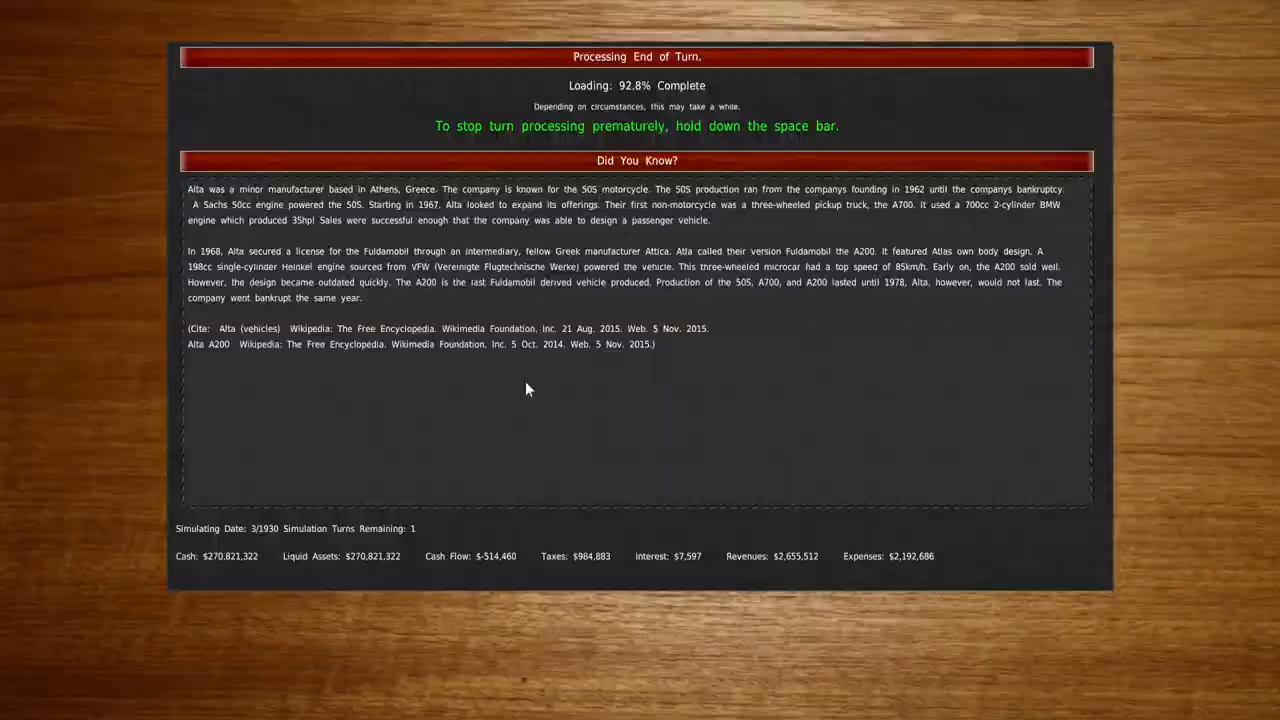 Processing End of Turn.
Loading: 92.8% Complete
Depending on circumstances, this may take a while.
To stop turn processing prematurely, hold down the space bar.
Did You Know?
Alta was a minor manufacturer based in Athens, Greece. The company is known for the 50S motorcycle. The 50S production ran from the companys founding in 1962 until the companys bankruptcy.
A Sachs 50cc engine powered the 50S. Starting in 1967. Alta looked to expand its offerings. Their first non-motorcycle was a three-wheeled pickup truck, the A700. It used a 700cc 2-cylinder BMW
engine which produced 35hp! Sales were successful enough that the company was able to design a passenger vehicle.
In 1968, Alta secured a license for the Fuldamobil through an intermediary, fellow Greek manufacturer Attica. Atla called their version Fuldamobil the A200. It featured Atlas own body design. A
198cc single-cylinder Heinkel engine sourced from VFW (Vereinigte Flugtechnische Werke) powered the vehicle. This three-wheeled microcar had a top speed of 85km/h. Early on, the A200 sold well.
However, the design became outdated quickly. The A200 is the last Fuldamobil derived vehicle produced. Production of the 50S, A700, and A200 lasted until 1978, Alta, however, would not last. The
company went bankrupt the same year.
(Cite: Alta (vehicles) Wikipedia: The Free Encyclopedia. Wikimedia Foundation, Inc. 21 Aug. 2015. Web. 5 Nov. 2015.
Alta A200 Wikipedia: The Free Encyclopedia. Wikimedia Foundation. Inc. 5 Oct. 2014. Web. 5 Nov. 2015.)
Simulating Date: 3/1930 Simulation Turns Remaining: 1
Cash: $270,821,322 Liquid Assets: $270,821,322 Cash Flow: $-514,460 Taxes: $984,883 Interest: $7,597 Revenues: $2,655,512 Expenses: $2,192,686